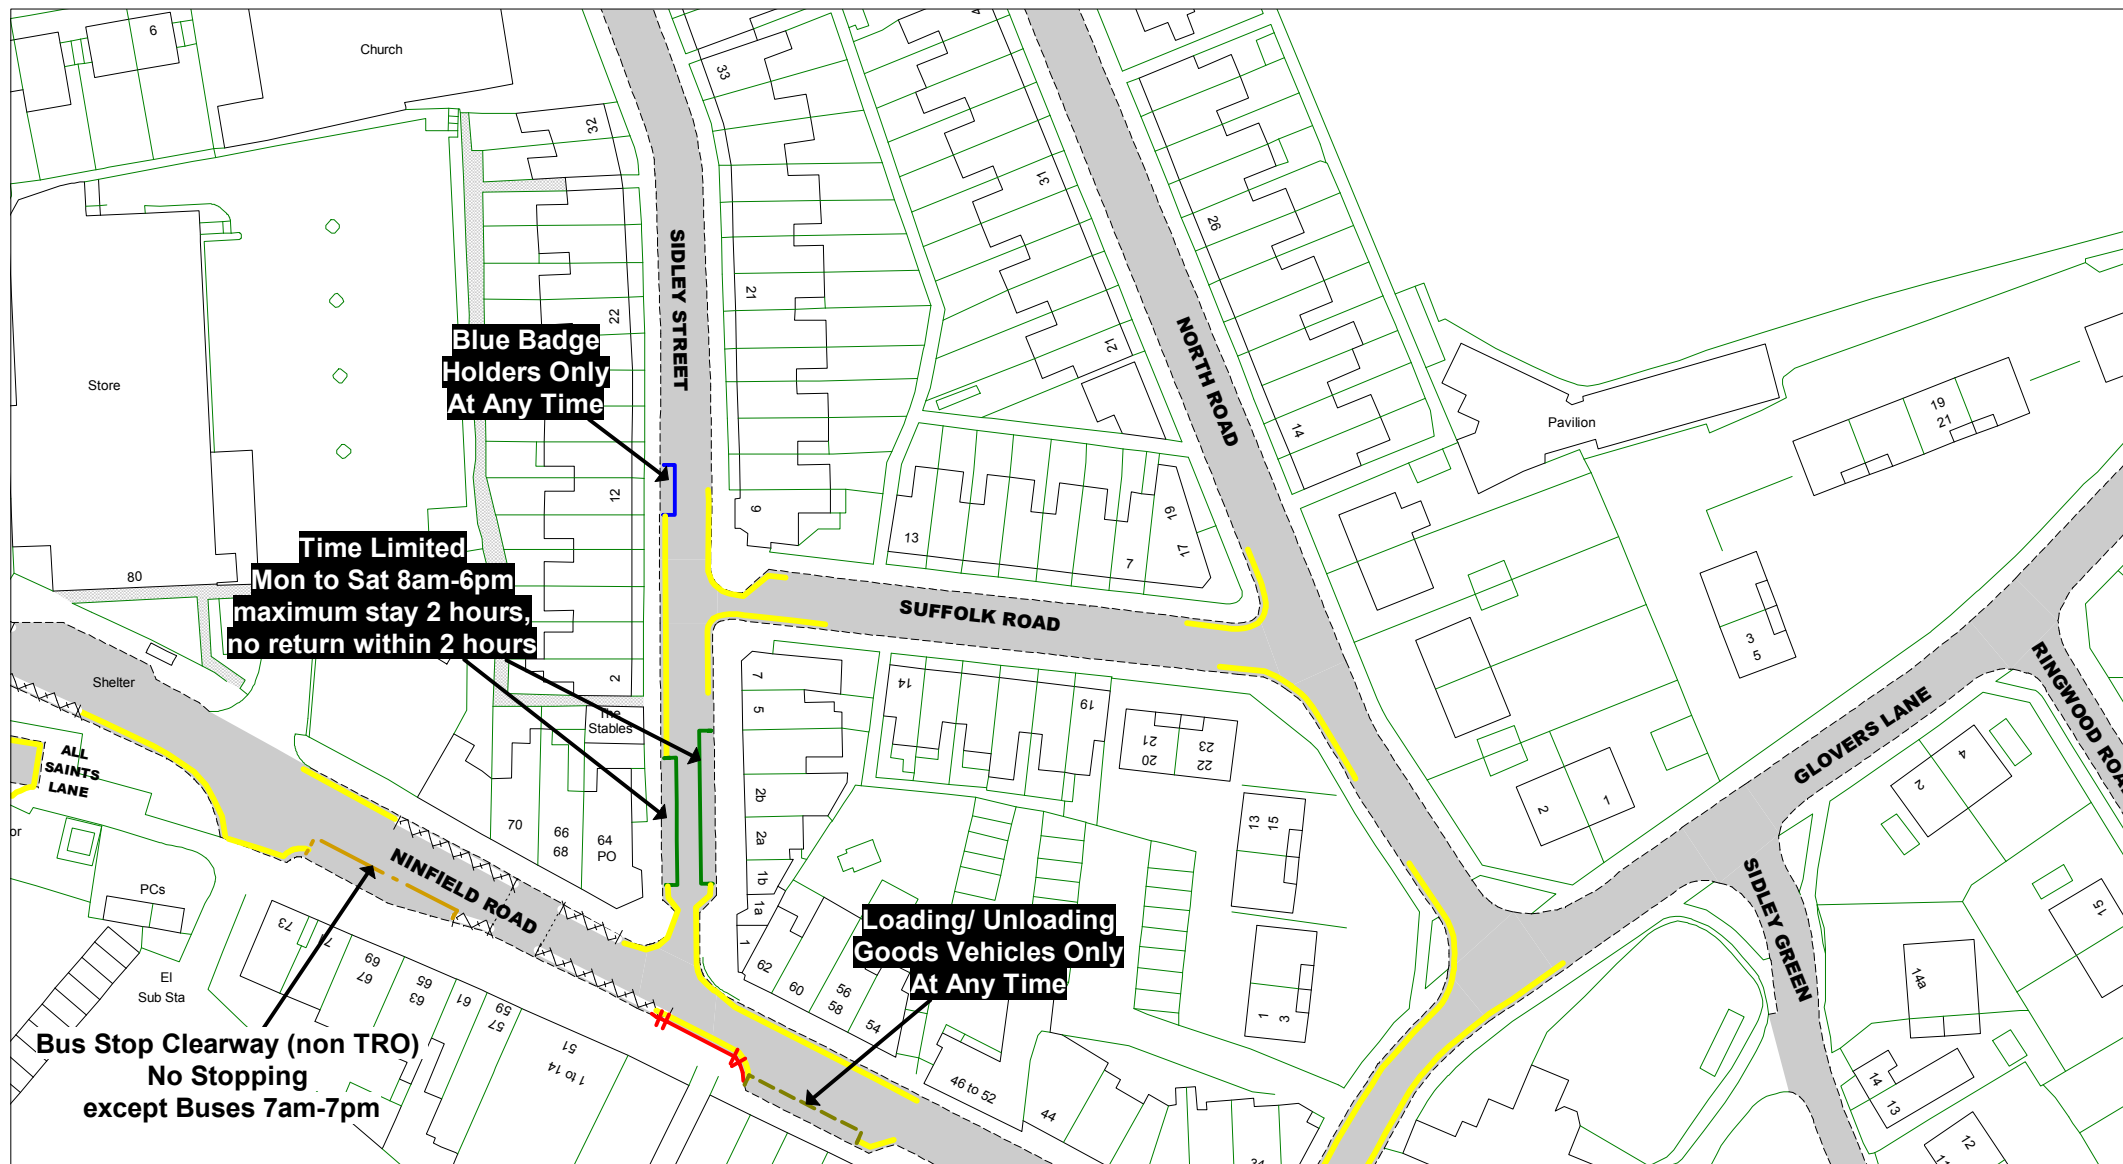 6
Church
4
33
32
31
26
SIDLEY STREET
21
22
NORTH ROAD
21
Blue Badge
Holders Only
At Any Time
Store
14
Pavilion
19
21
12
9
13
7
19
17
Time Limited
Mon to Sat 8am-6pm
maximum stay 2 hours,
no return within 2 hours
80
SUFFOLK ROAD
3
5
RINGWOOD ROA
Shelter
2
7
5
14
19
The
Stables
21
20
23
22
GLOVERS LANE
ALL
SAINTS
LANE
2
1
2
4
2b
2a
1b
1a
1
70
66
68
64
PO
13
15
or
NINFIELD ROAD
PCs
SIDLEY GREEN
15
Loading/ Unloading
Goods Vehicles Only
At Any Time
73
71
69
67
65
63
61
59
57
62
60
56
58
54
El
Sub Sta
14a
1
3
Bus Stop Clearway (non TRO)
No Stopping
except Buses 7am-7pm
51
1 to 14
46 to 52
44
14
13
12